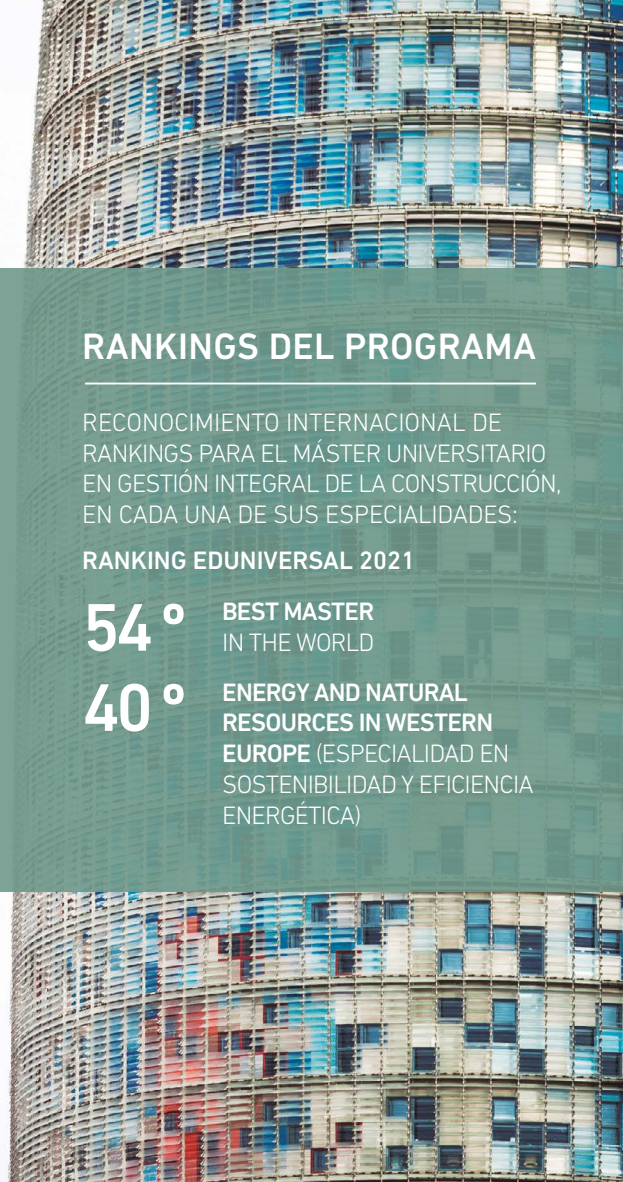 RANKINGS DEL PROGRAMA
RECONOCIMIENTO INTERNACIONAL DE
RANKINGS PARA EL MÁSTER UNIVERSITARIO
EN GESTIÓN INTEGRAL DE LA CONSTRUCCIÓN,
EN CADA UNA DE SUS ESPECIALIDADES:
RANKING EDUNIVERSAL 2021
54º BEST MASTER
IN THE WORLD
40º ENERGY AND NATURAL
RESOURCES IN WESTERN
EUROPE (ESPECIALIDAD EN
SOSTENIBILIDAD Y EFICIENCIA
ENERGÉTICA)